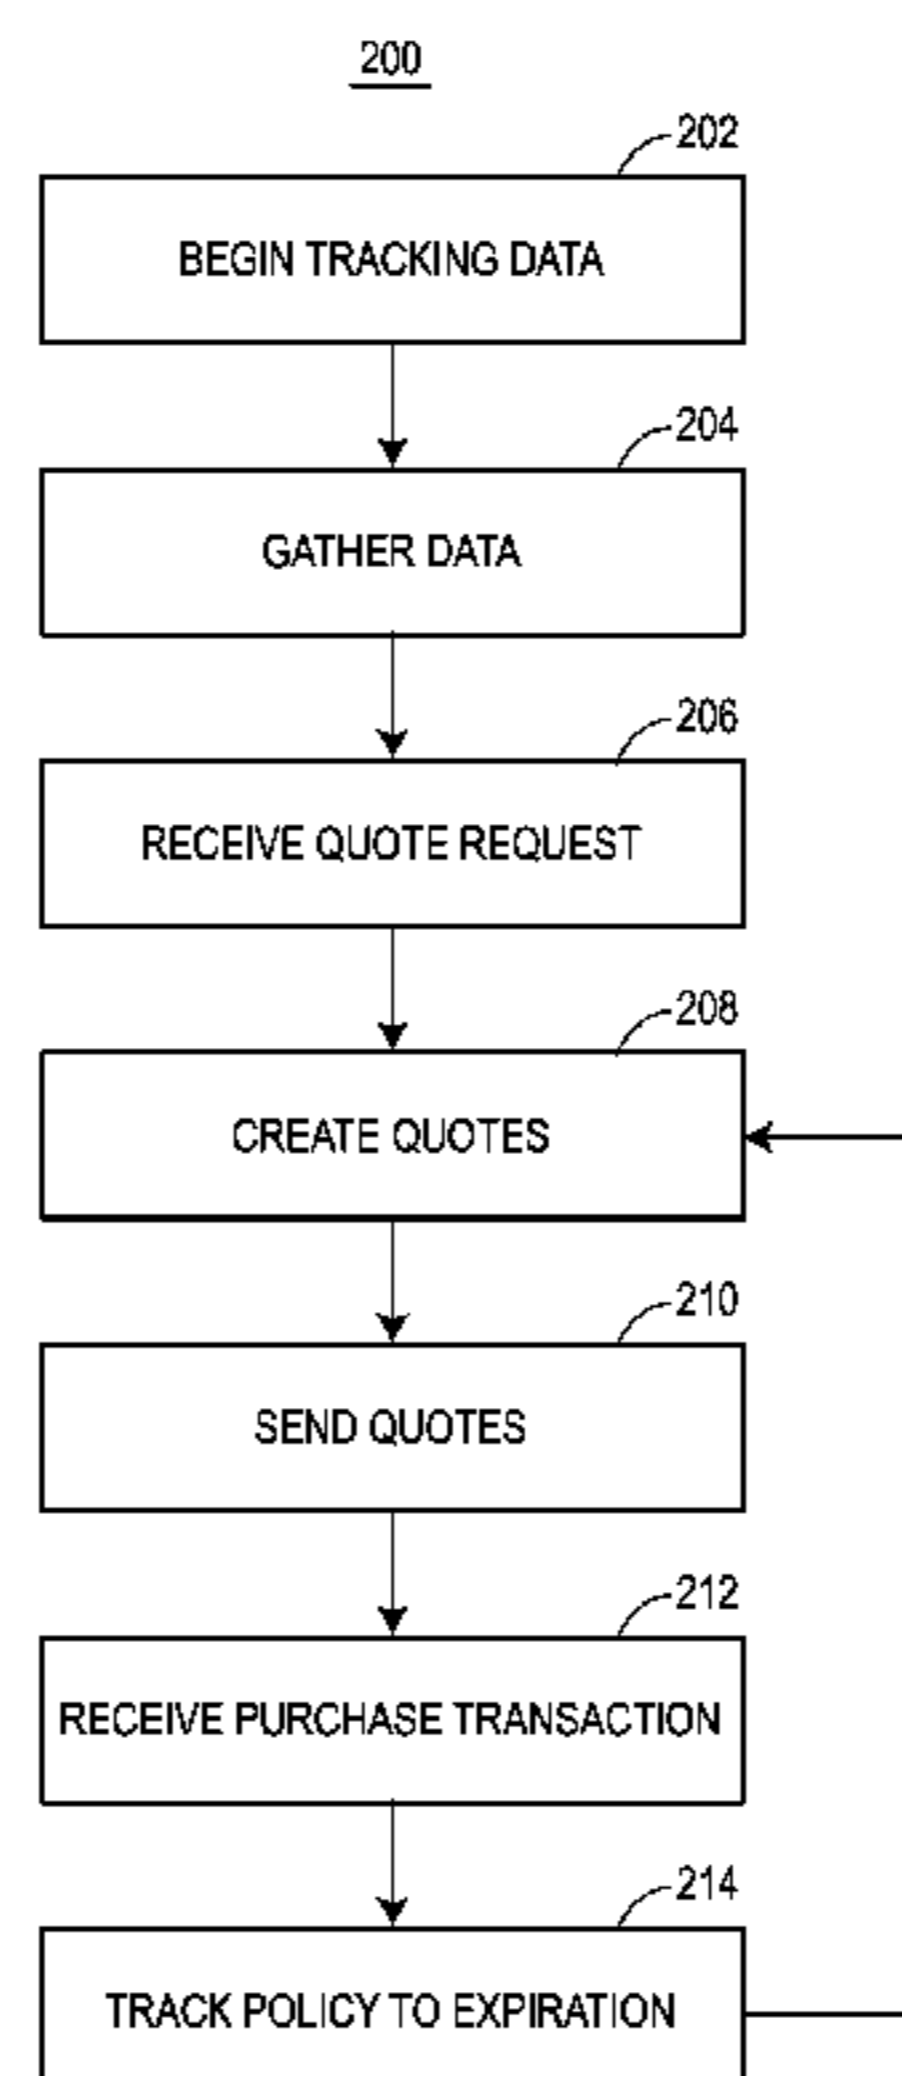 200
202
BEGIN TRACKING DATA
204
GATHER DATA
206
RECEIVE QUOTE REQUEST
208
CREATE QUOTES
210
SEND QUOTES
212
RECEIVE PURCHASE TRANSACTION
214
TRACK POLICY TO EXPIRATION